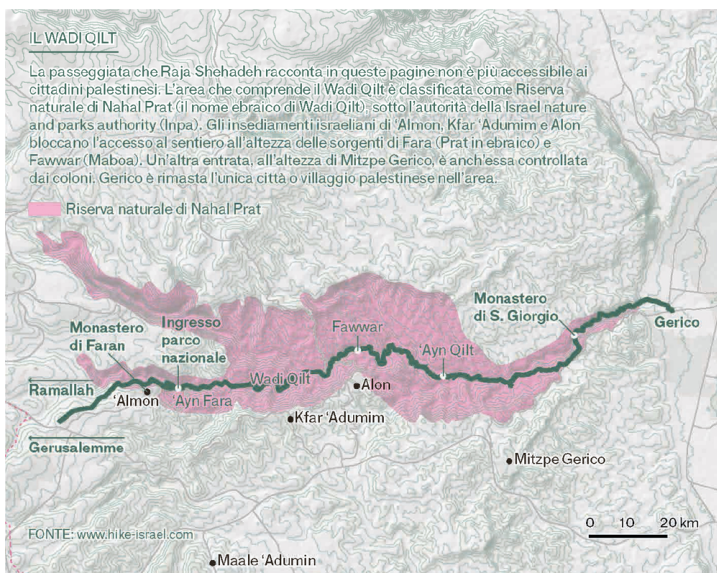 IL WADI QILT
La passeggiata che Raja Shehadeh racconta in queste pagine non è più accessibile ai
cittadini palestinesi. L'area che comprende il Wadi Qilt è classificata come Riserva
naturale di Nahal Prat (il nome ebraico di Wadi Qilt), sotto l'autorità della Israel nature
and parks authority (Inpa). Gli insediamenti israeliani di 'Almon, Kfar 'Adumim e Alon
bloccano l'accesso al sentiero all'altezza delle sorgenti di Fara (Prat in ebraico) e
Fawwar (Maboa). Un'altra entrata, all'altezza di Mitzpe Gerico, è anch'essa controllata
dai coloni. Gerico è rimasta l'unica città o villaggio palestinese nell'area.
Riserva naturale di Nahal Prat
Monastero
di S. Giorgio
Gerico
Monastero
di Faran
Ingresso
parco
nazionale
Fawwar
'Ayn Qilt
Wadi Qilt
Ramallah
'Almon
'Ayn Fara
Alon
Kfar 'Adumim
Gerusalemme
Mitzpe Gerico
0 10 20 km
FONTE: www.hike-israel.com
Maale 'Adumin